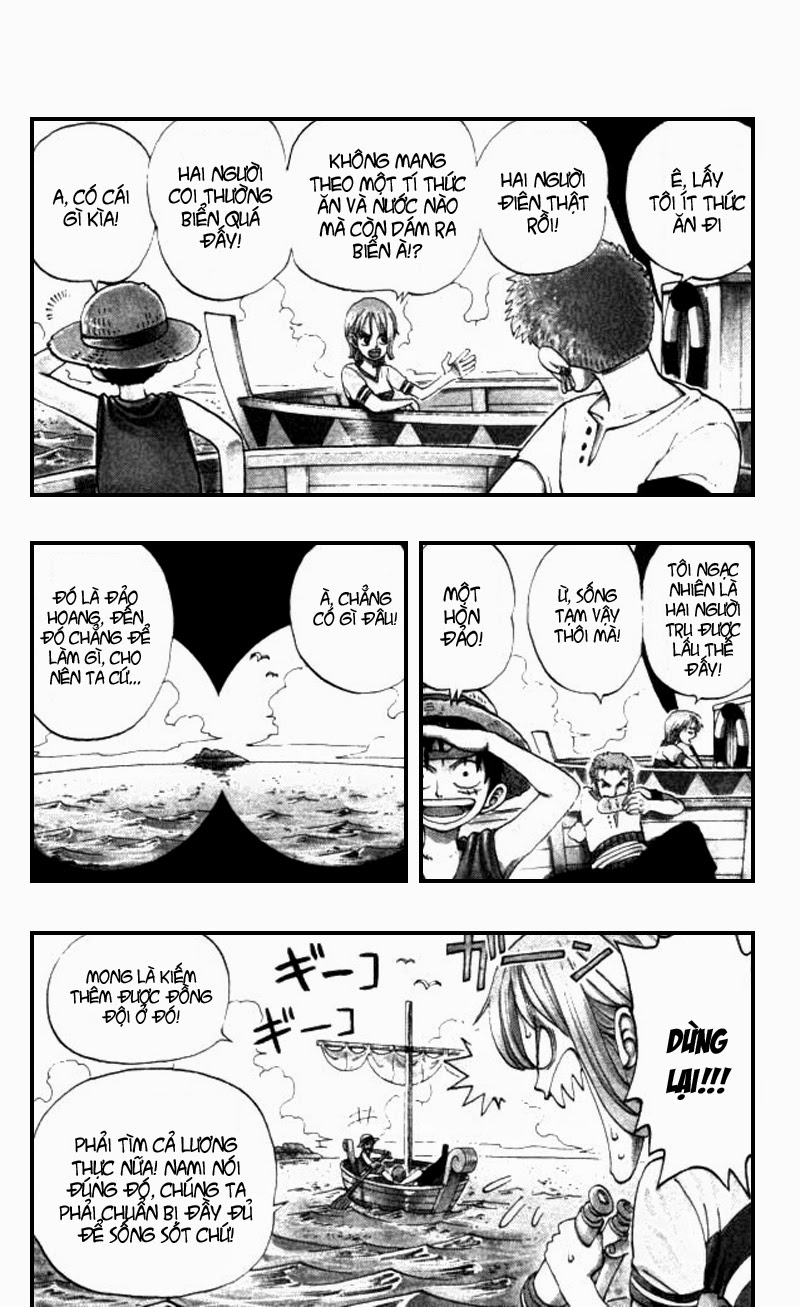 Ê, LẤY
TÔI ÍT THỨC
ĂN ĐI
HAI NGƯỜI
ĐIÊN THẬT
RỒI!
KHÔNG MANG
THEO MỘT TÍ THỨC
ĂN VÀ NƯỚC NÀO
MÀ CÒN DÁM RA
BIỂN À!?
HAI NGƯỜI
COI THƯỜNG
BIỂN QUÁ
ĐẤY!
A, CÓ CÁI
GÌ KÌA!
TÔI NGẠC
NHIÊN LÀ
HAI NGƯỜI
TRỤ ĐƯỢC
LÂU THẾ
ĐẤY!
Ừ, SỐNG
TẠM VẬY
THÔI MÀ!
MỘT
HÒN
ĐẢO!
À, CHẲNG
CÓ GÌ ĐÂU!
ĐÓ LÀ ĐẢO
HOANG, ĐẾN
ĐÓ CHẲNG ĐỂ
LÀM GÌ, CHO
NÊN TA CỨ...
ガーン
DỪNG
LẠI!!!
ギーコ
ギーコ
MONG LÀ KIẾM
THÊM ĐƯỢC ĐỒNG
ĐỘI Ở ĐÓ!
PHẢI TÌM CẢ LƯƠNG
THỰC NỮA! NAMI NÓI
ĐÚNG ĐÓ, CHÚNG TA
PHẢI CHUẨN BỊ ĐẦY ĐỦ
ĐỂ SỐNG SÓT CHỨ!